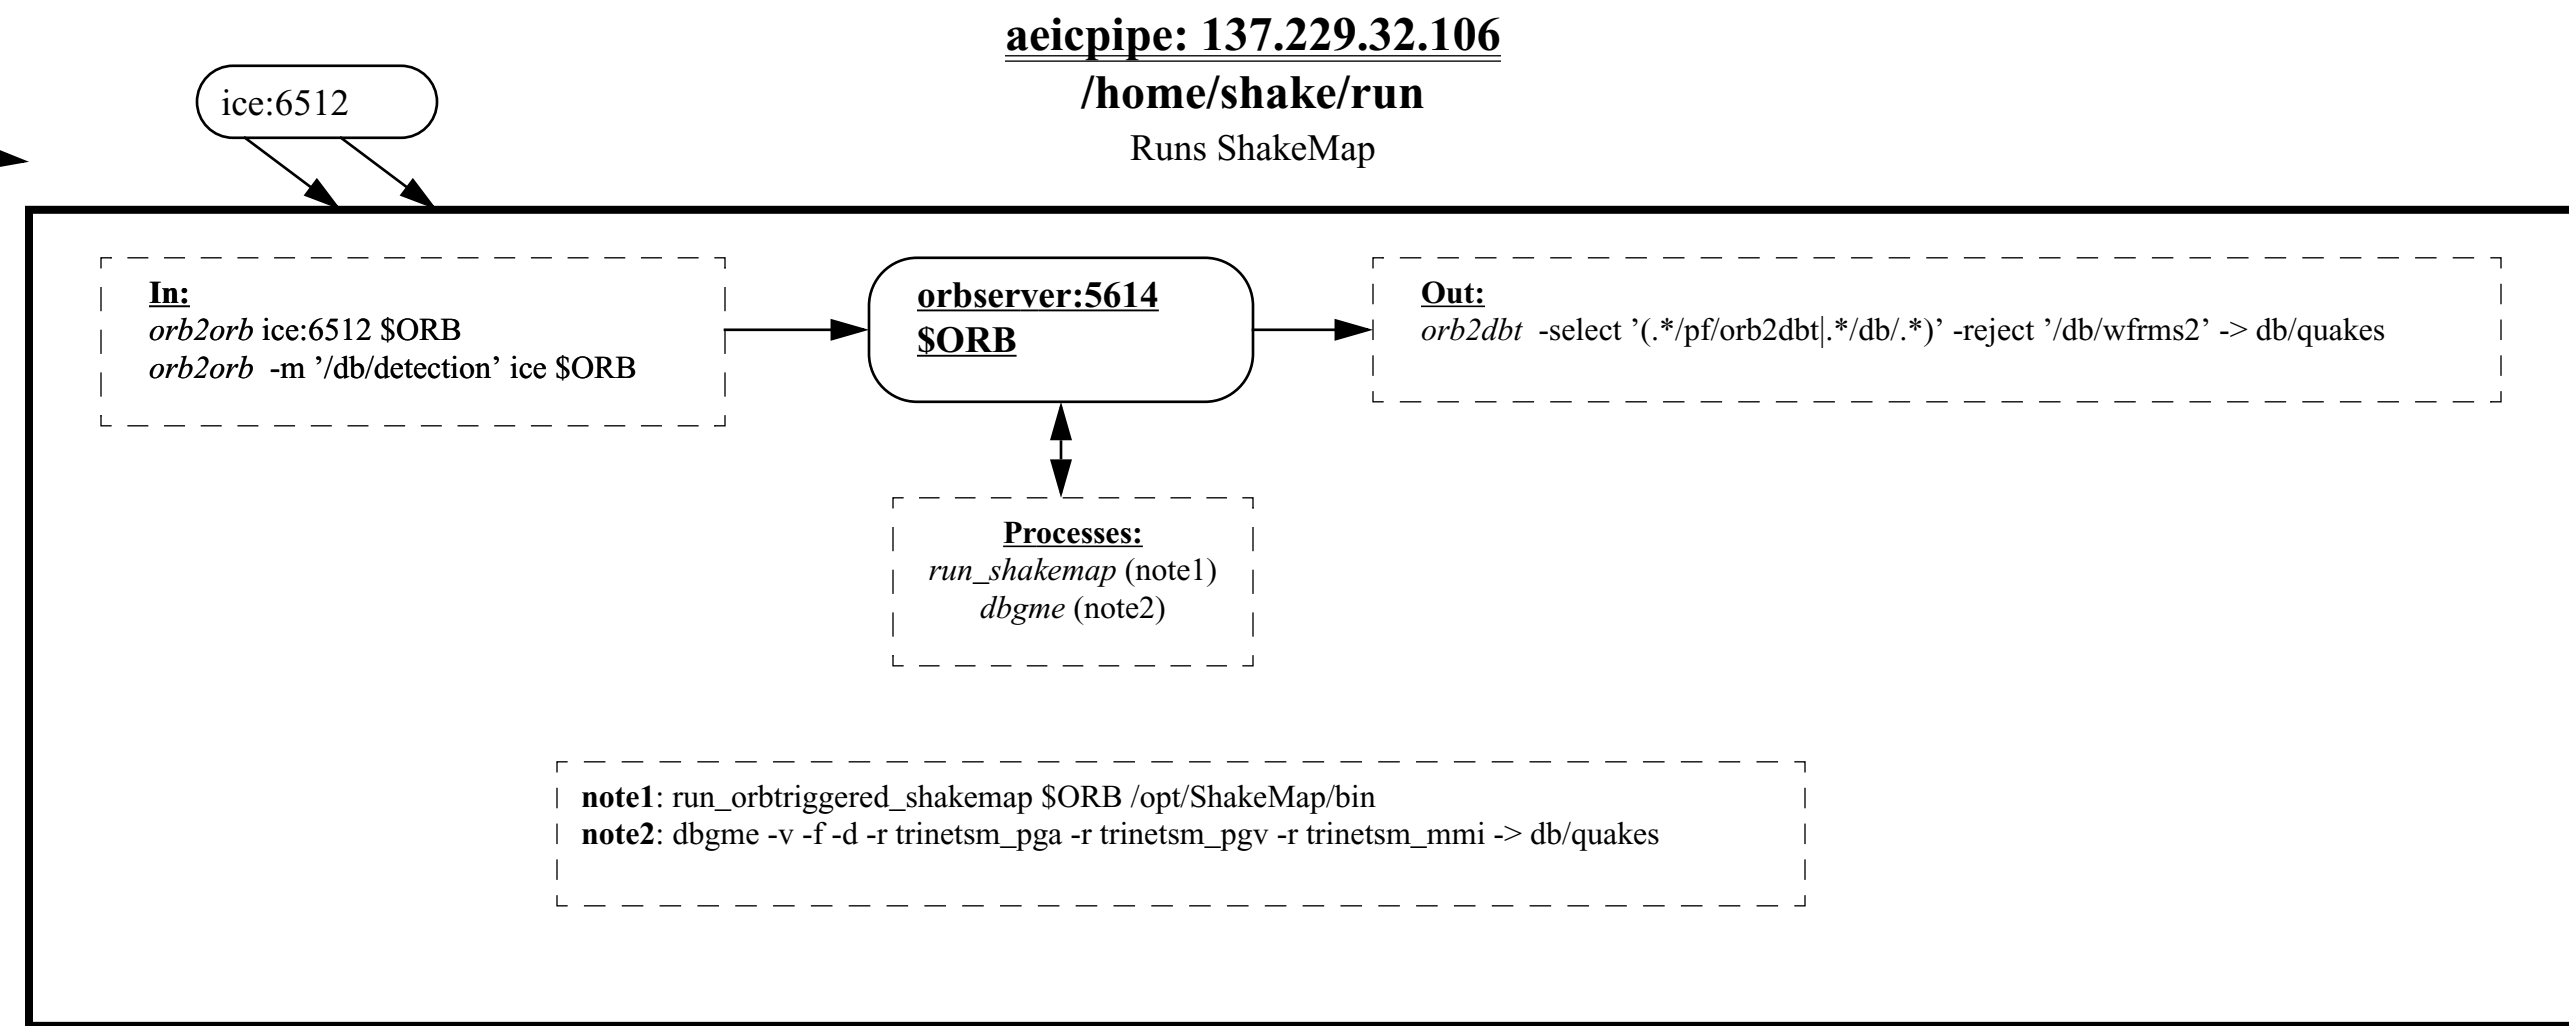 aeicpipe: 137.229.32.106
/home/shake/run
Runs ShakeMap
ice:6512
In:
orb2orb ice:6512 $ORB
orb2orb -m ’/db/detection’ ice $ORB
orbserver:5614
$ORB
Out:
orb2dbt -select ’(.*/pf/orb2dbt|.*/db/.*)’ -reject ’/db/wfrms2’ -> db/quakes
Processes:
run_shakemap (note1)
dbgme (note2)
note1: run_orbtriggered_shakemap $ORB /opt/ShakeMap/bin
note2: dbgme -v -f -d -r trinetsm_pga -r trinetsm_pgv -r trinetsm_mmi -> db/quakes